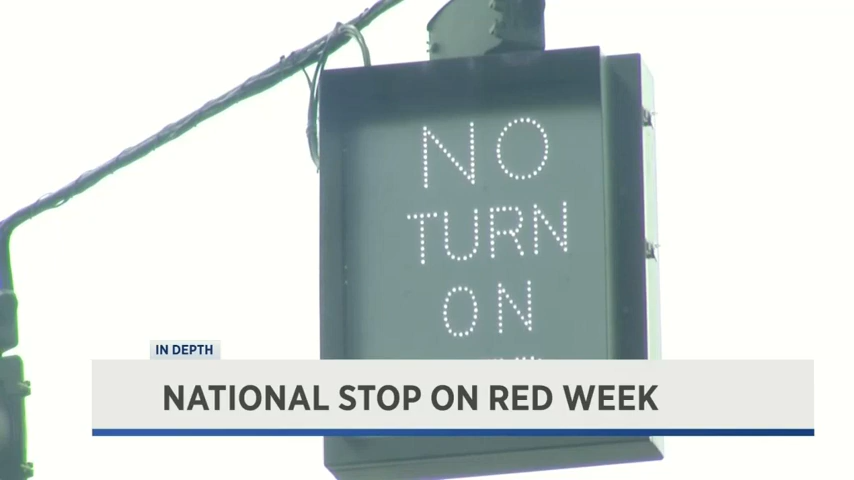 NO
TURN
ON
IN DEPTH
NATIONAL STOP ON RED WEEK